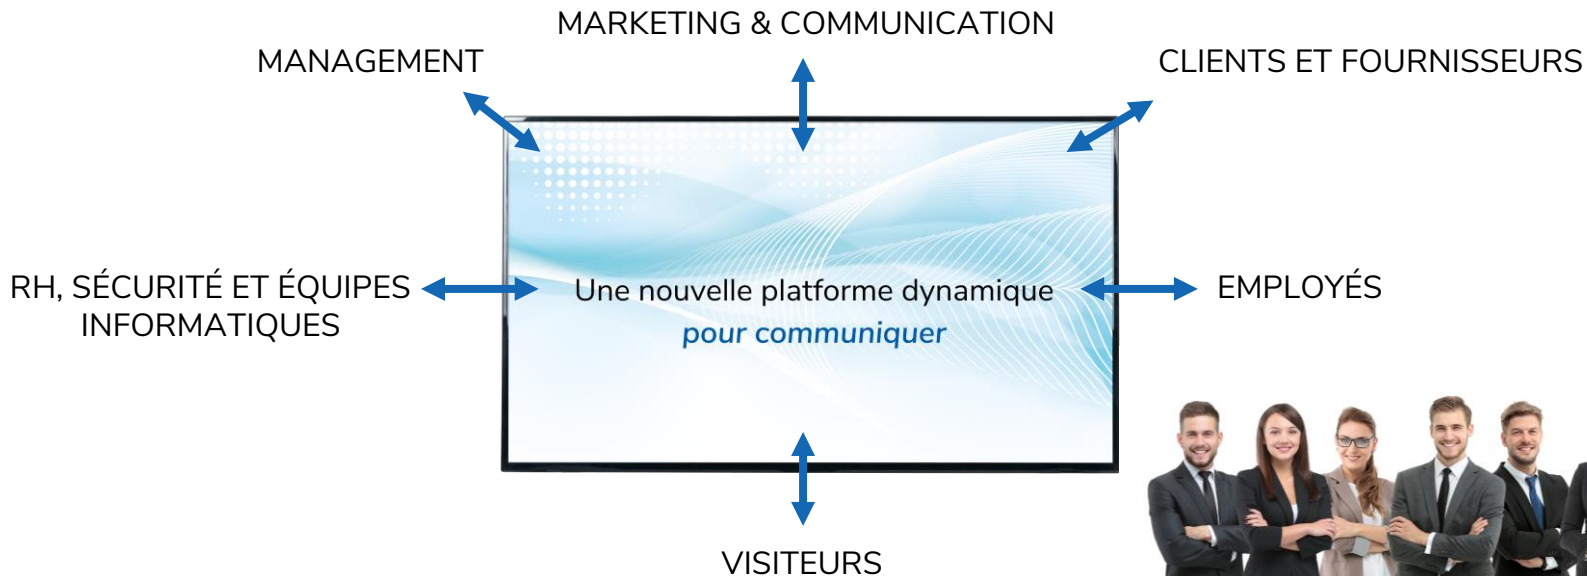 MARKETING & COMMUNICATION
MANAGEMENT
CLIENTS ET FOURNISSEURS
RH, SÉCURITÉ ET ÉQUIPES
INFORMATIQUES
Une nouvelle platforme dynamique
pour communiquer
EMPLOYÉS
VISITEURS